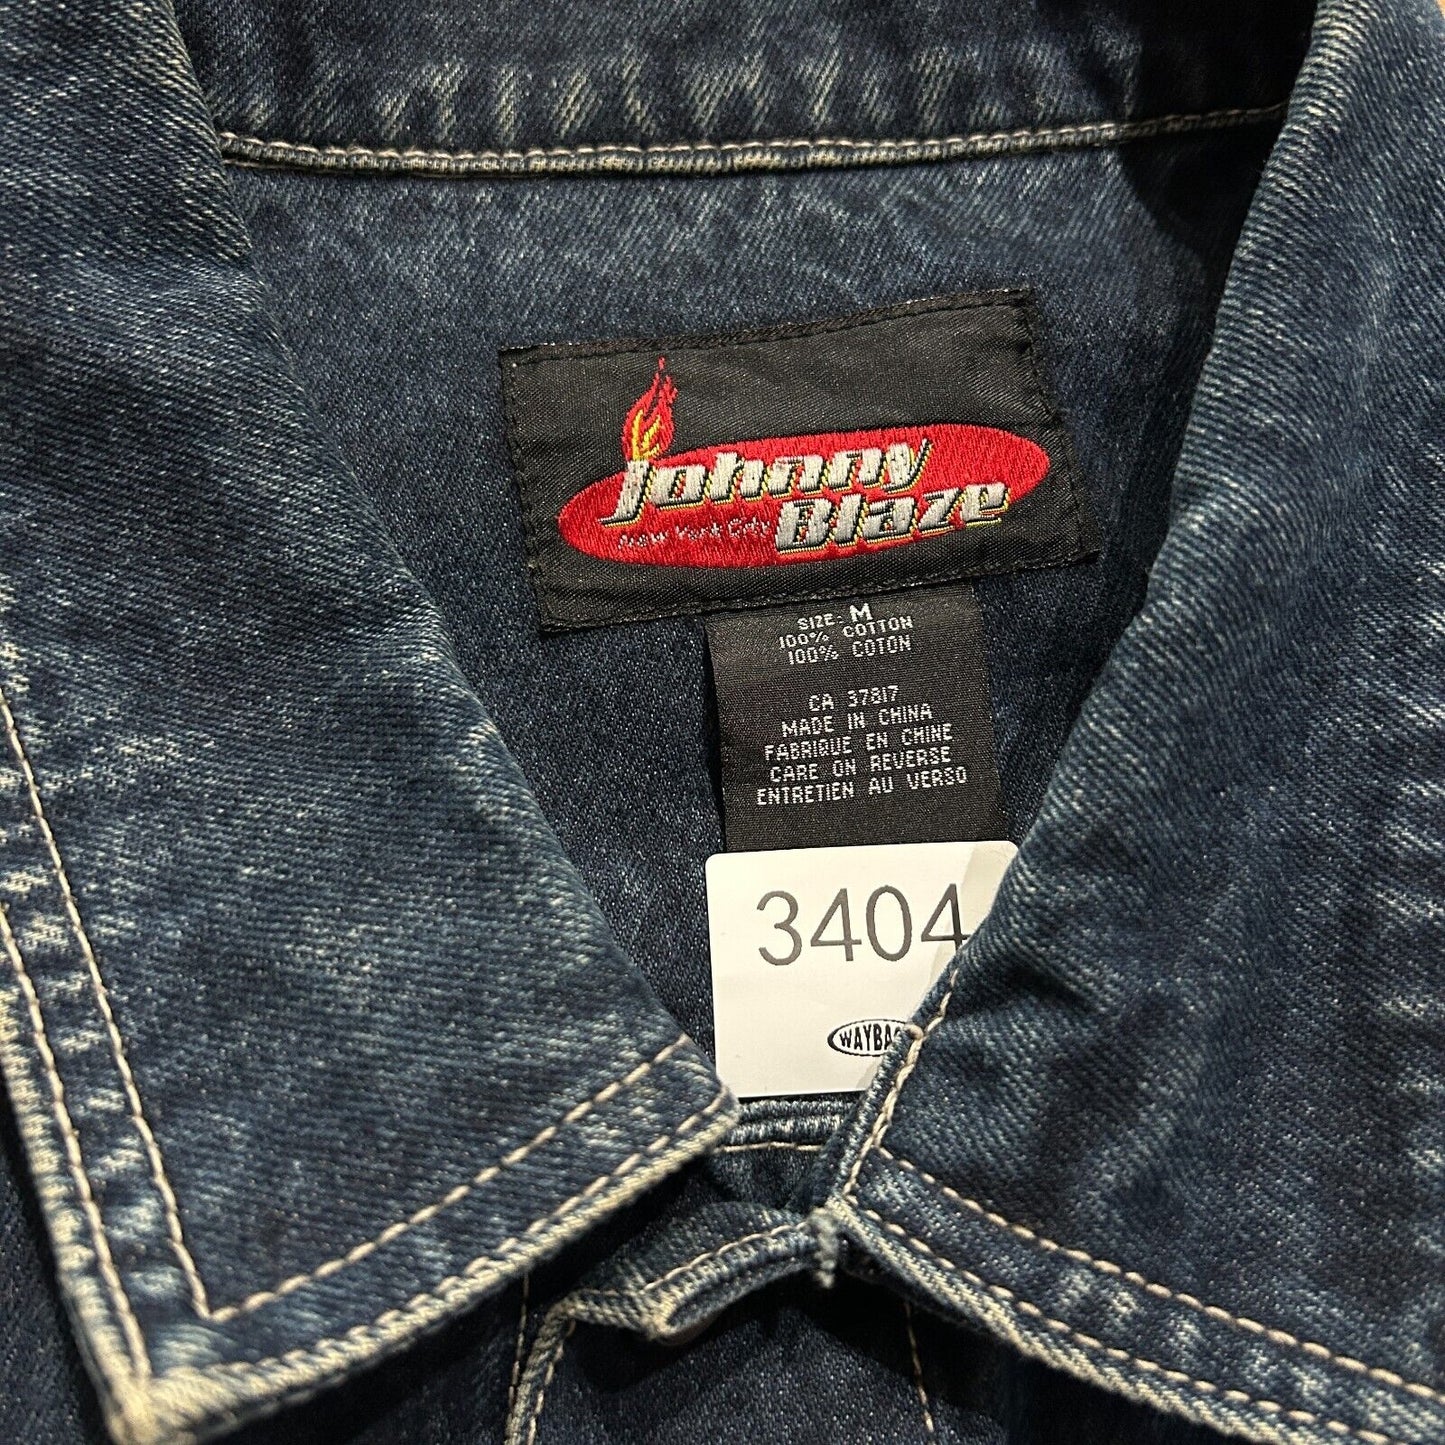 Johnny
New York City Blaze
SIZE: M
100% COTTON
100% COTON
CA 37817
MADE IN CHINA
FABRIQUE EN CHINE
CARE ON REVERSE
ENTRETIEN AU VERSO
3404